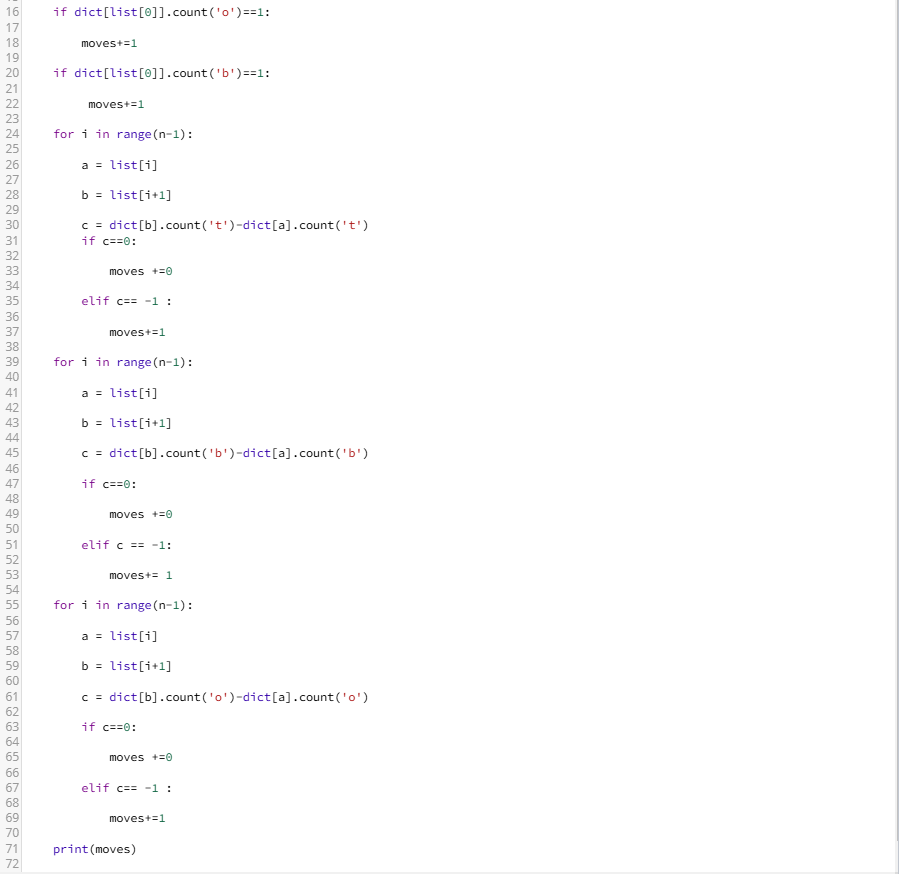 16 if dict[list[0]].count('o')==1:
17
18 moves+=1
19
20 if dict[list[0]].count('b')==1:
21
22 moves+=1
23
24 for i in range(n-1):
25
26 a = list[i]
27
28 b = list[i+1]
29
30 c = dict[b].count('t')-dict[a].count('t')
31 if c==0:
32
33 moves +=0
34
35 elif c== -1 :
36
37 moves+=1
38
39 for i in range(n-1):
40
41 a = list[i]
42
43 b = list[i+1]
44
45 c = dict[b].count('b')-dict[a].count('b')
46
47 if c==0:
48
49 moves +=0
50
51 elif c == -1:
52
53 moves+= 1
54
55 for i in range(n-1):
56
57 a = list[i]
58
59 b = list[i+1]
60
61 c = dict[b].count('o')-dict[a].count('o')
62
63 if c==0:
64
65 moves +=0
66
67 elif c== -1 :
68
69 moves+=1
70
71 print(moves)
72